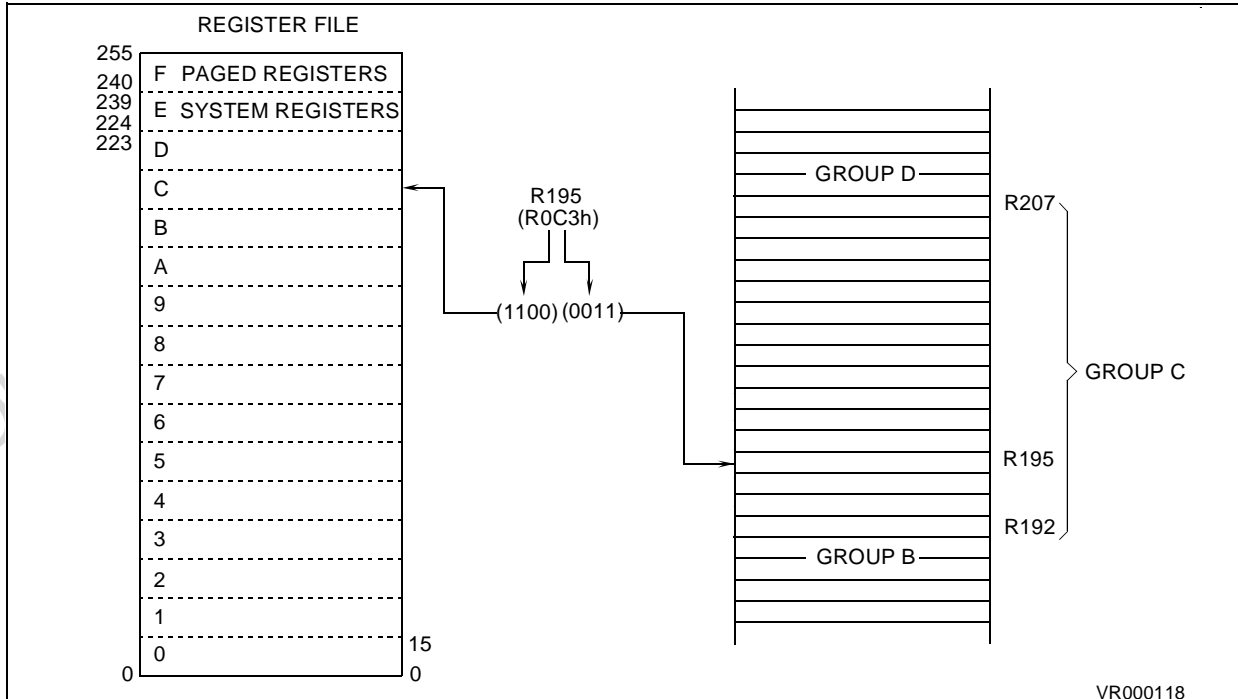 REGISTER FILE
255
240
239
224
223
F PAGED REGISTERS
E SYSTEM REGISTERS
D
C
B
A
9
8
7
6
5
4
3
2
1
0
15
0
0
R195
(R0C3h)
(1100) (0011)
GROUP D
R207
GROUP C
R195
R192
GROUP B
VR000118